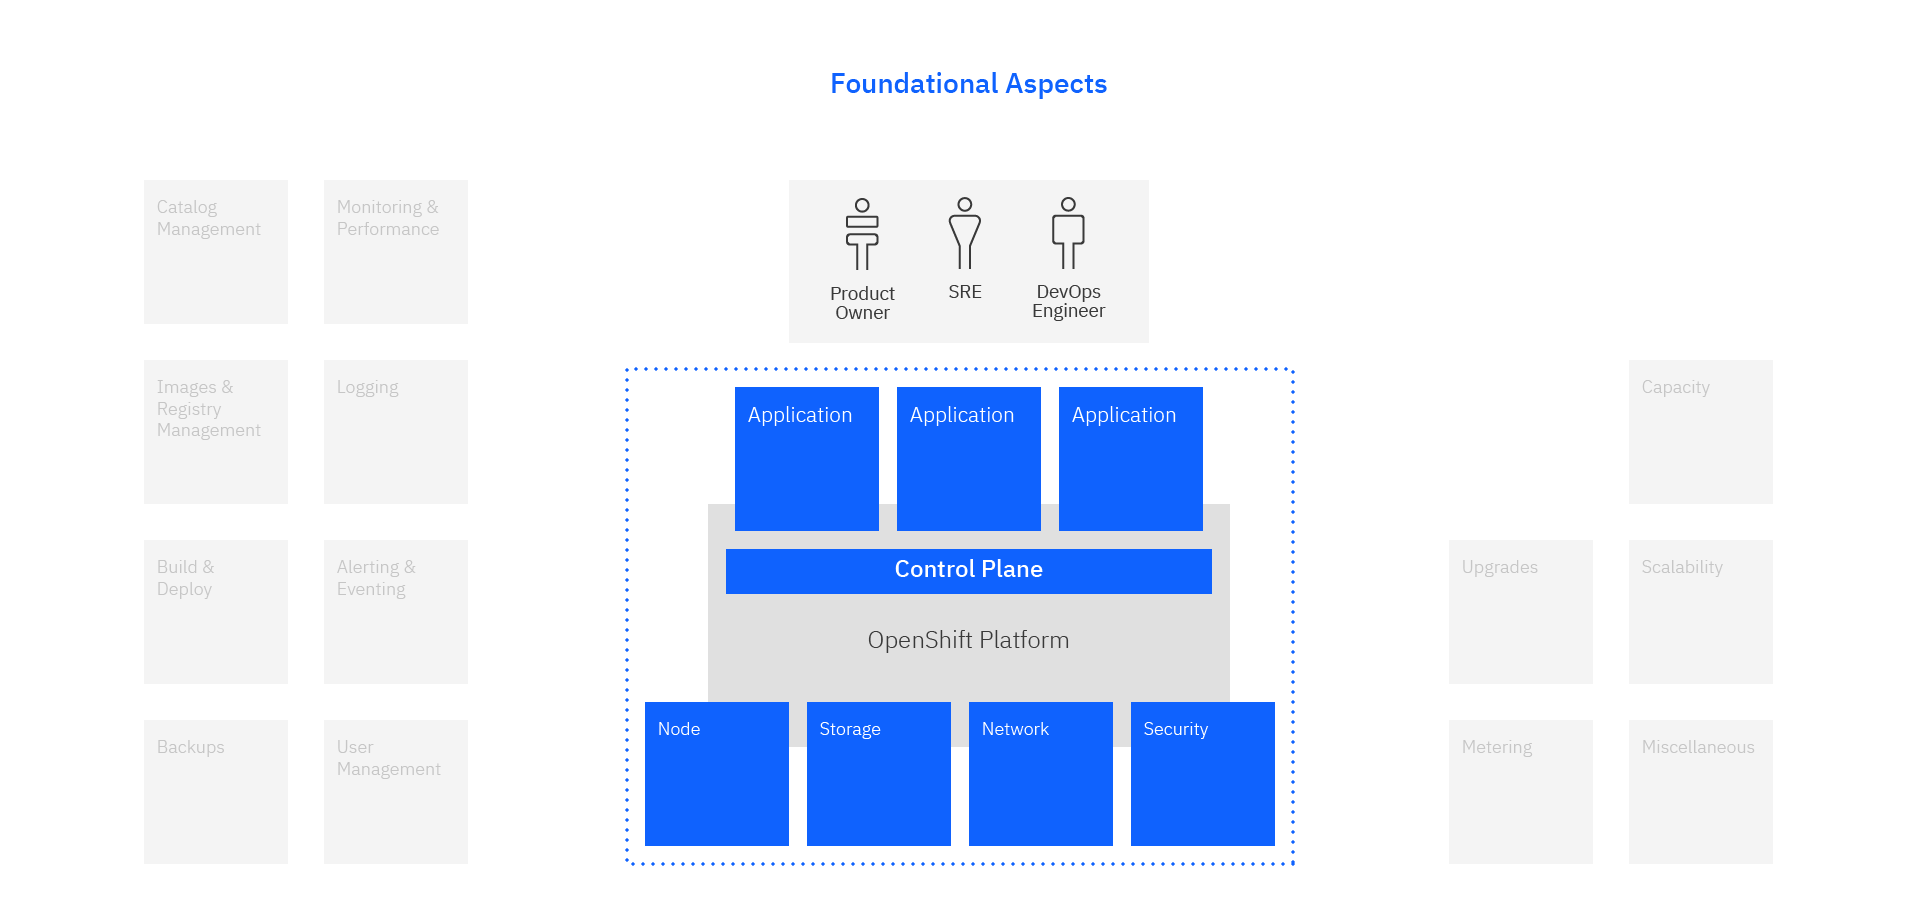 Foundational Aspects
Catalog
Management
Monitoring &
Performance
Images &
Registry
Management
Logging
Build &
Deploy
Alerting &
Eventing
Backups
User
Management
Product
Owner
SRE
DevOps
Engineer
Application
Application
Application
Control Plane
OpenShift Platform
Node
Storage
Network
Security
Capacity
Upgrades
Scalability
Metering
Miscellaneous